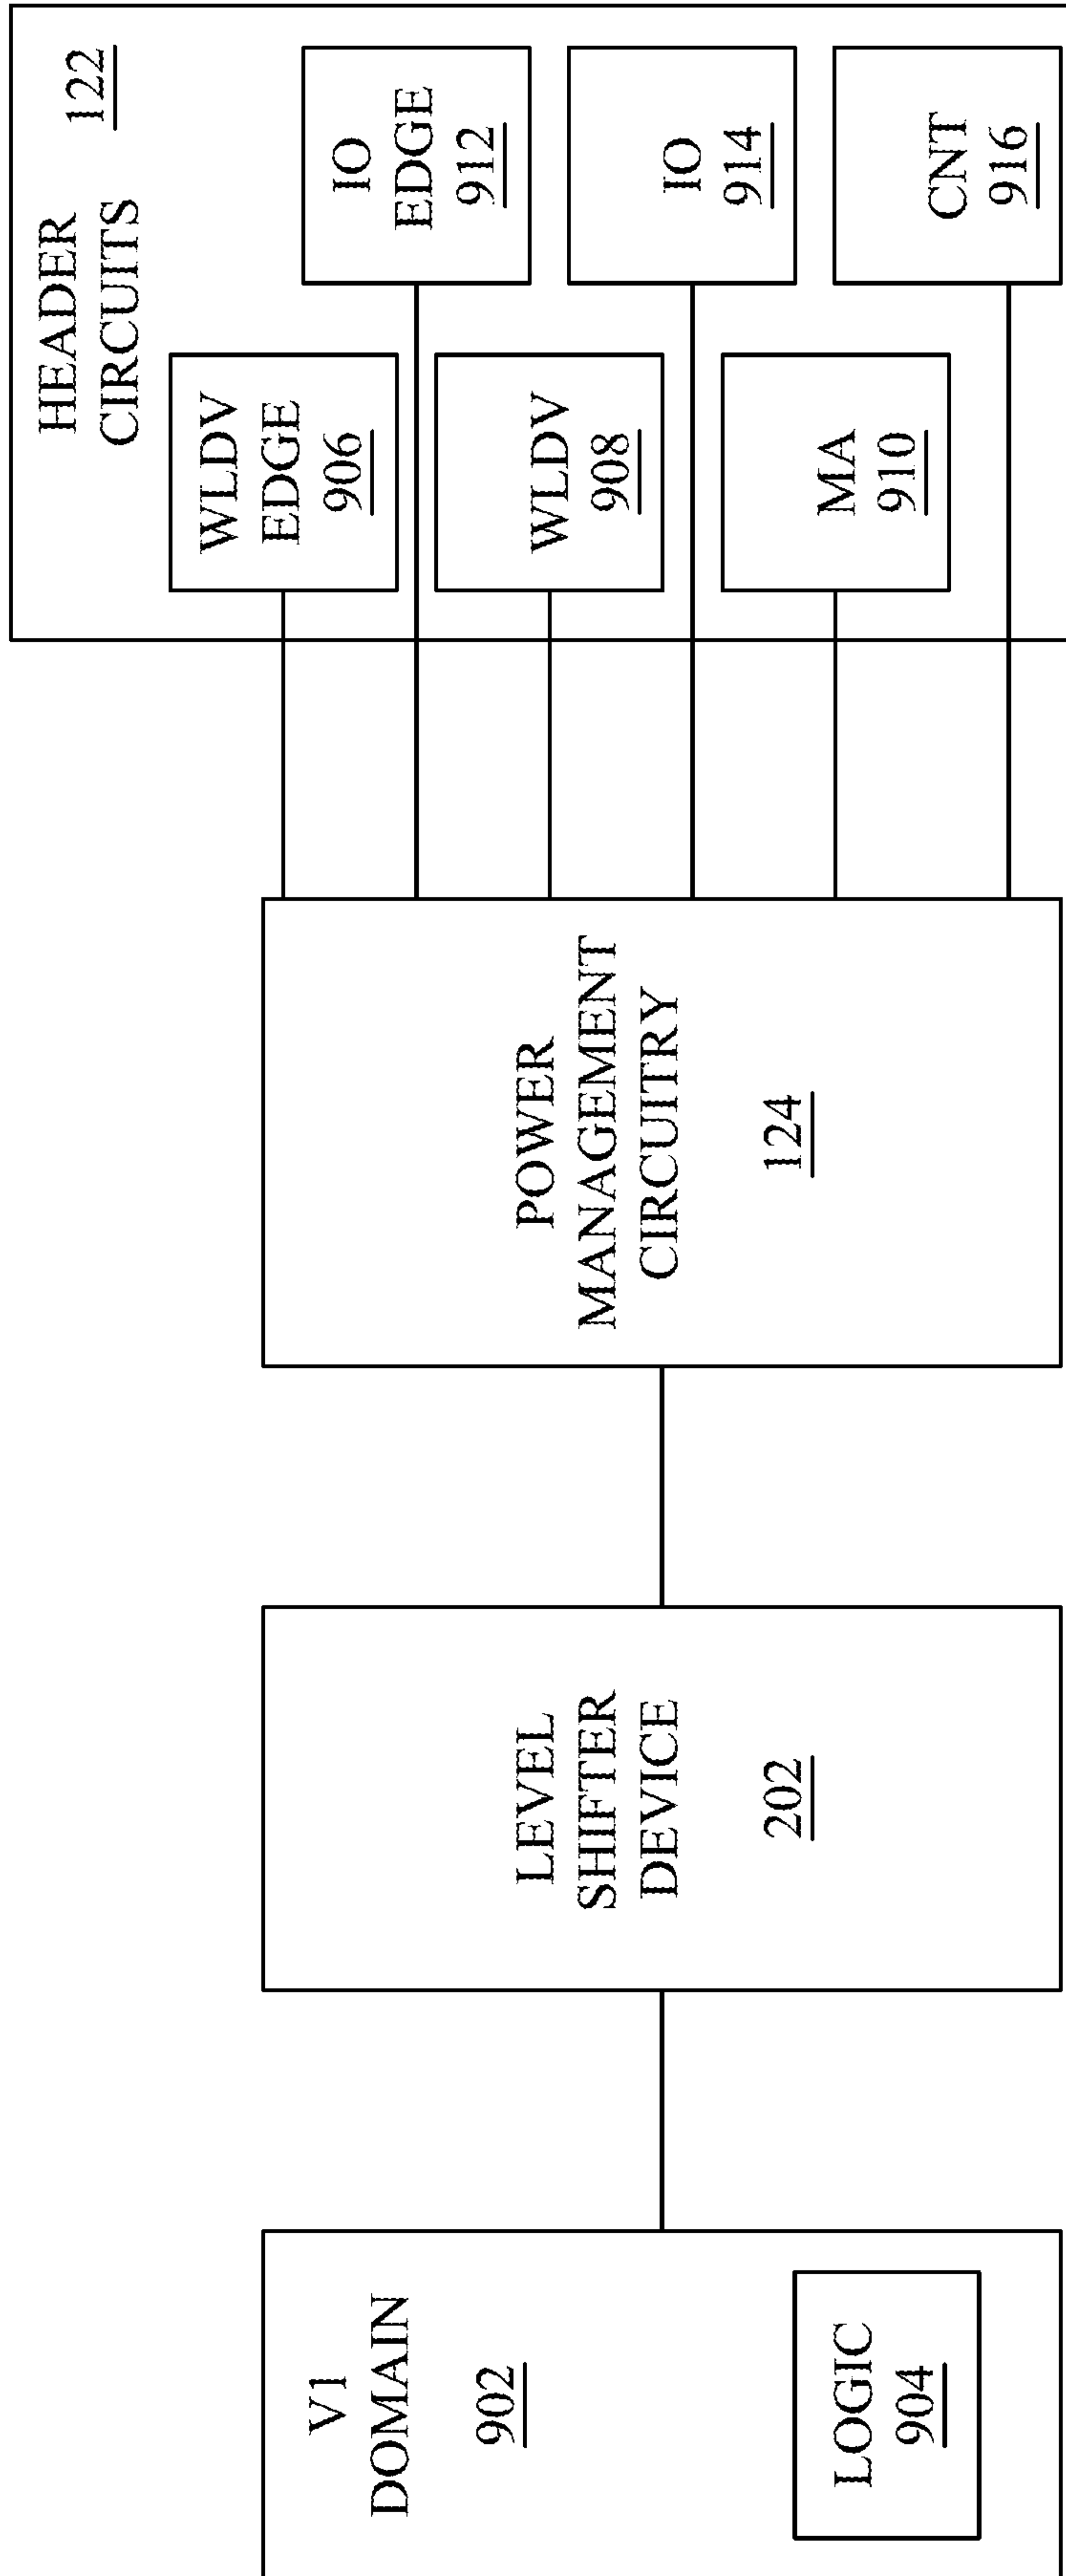 V1
DOMAIN
902
LOGIC
904
LEVEL
SHIFTER
DEVICE
202
POWER
MANAGEMENT
CIRCUITRY
124
HEADER
CIRCUITS
122
WLDV
EDGE
906
IO
EDGE
912
WLDV
908
IO
914
MA
910
CNT
916